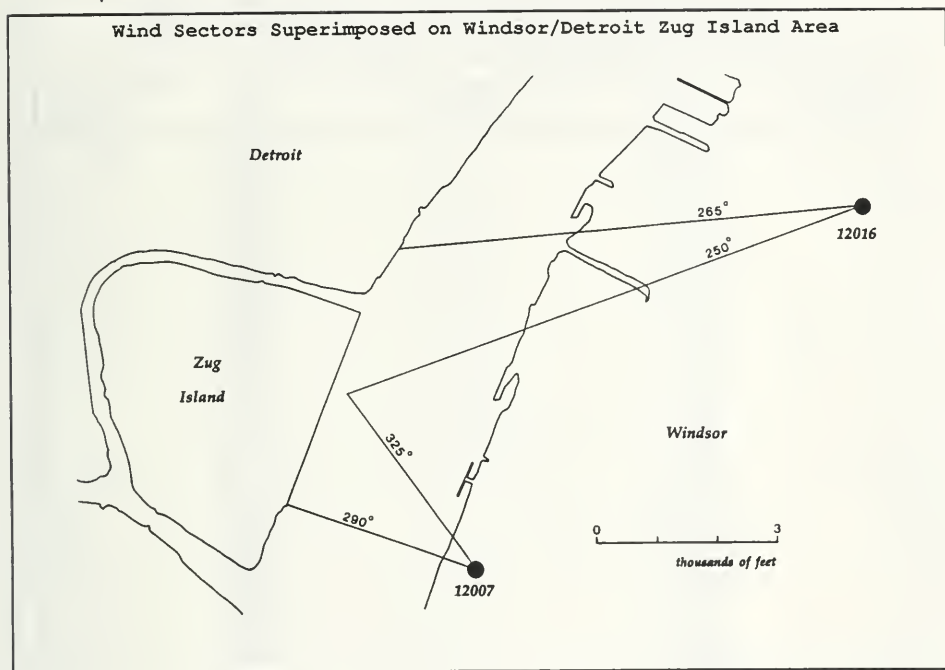 Wind Sectors Superimposed on Windsor/Detroit Zug Island Area
Detroit
265°
12016
250°
Zug
Island
Windsor
325°
290°
0 3
thousands of feet
12007